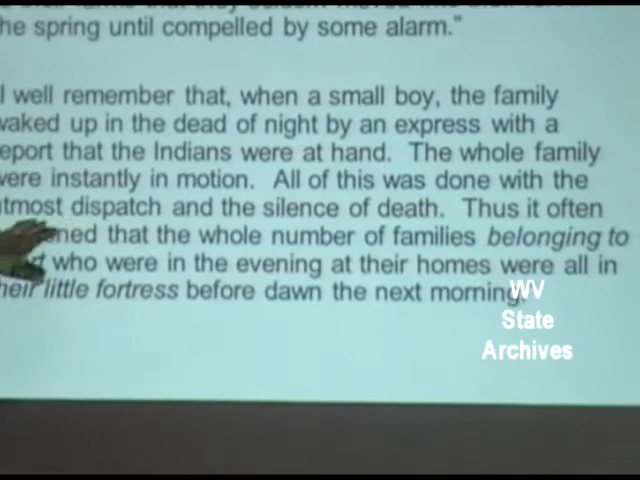 he spring until compelled by some alarm."
I well remember that, when a small boy, the family
waked up in the dead of night by an express with a
eport that the Indians were at hand. The whole family
were instantly in motion. All of this was done with the
utmost dispatch and the silence of death. Thus it often
ned that the whole number of families belonging to
who were in the evening at their homes were all in
heir little fortress before dawn the next morning.
WV
State
Archives